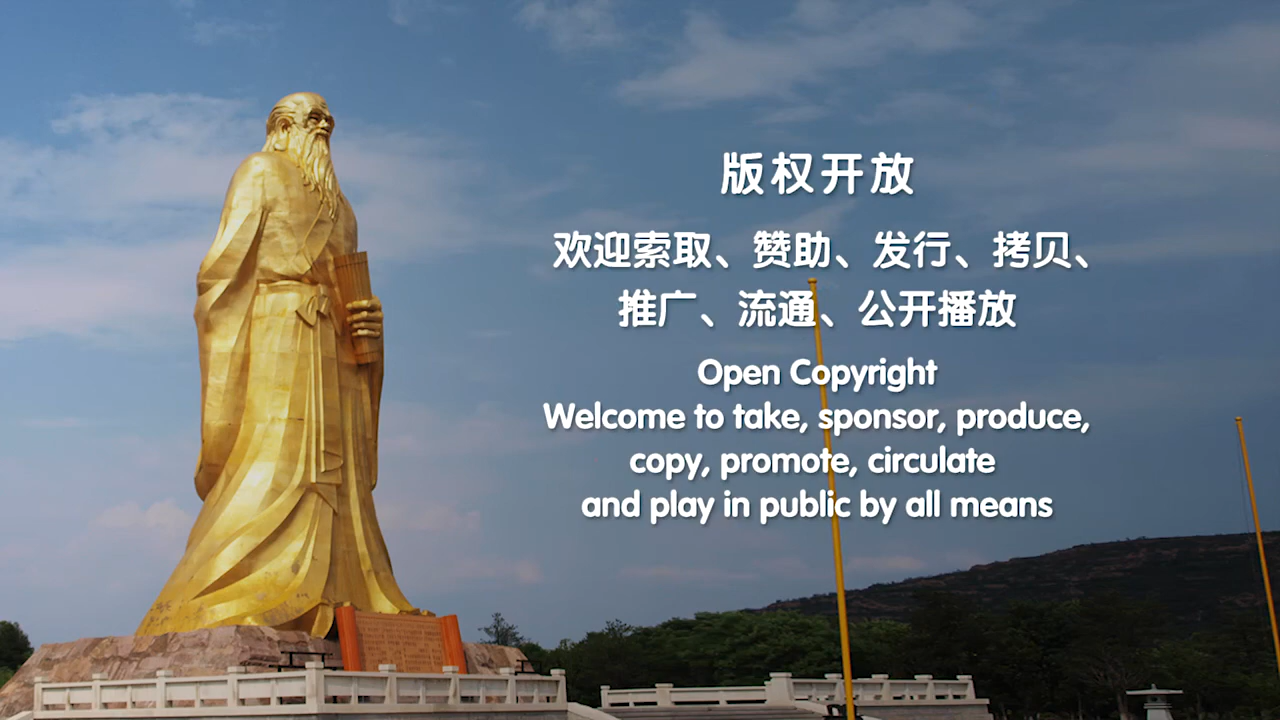 版权开放
欢迎索取、赞助、发行、拷贝、
推广、流通、公开播放
Open Copyright
Welcome to take, sponsor, produce,
copy, promote, circulate
and play in public by all means